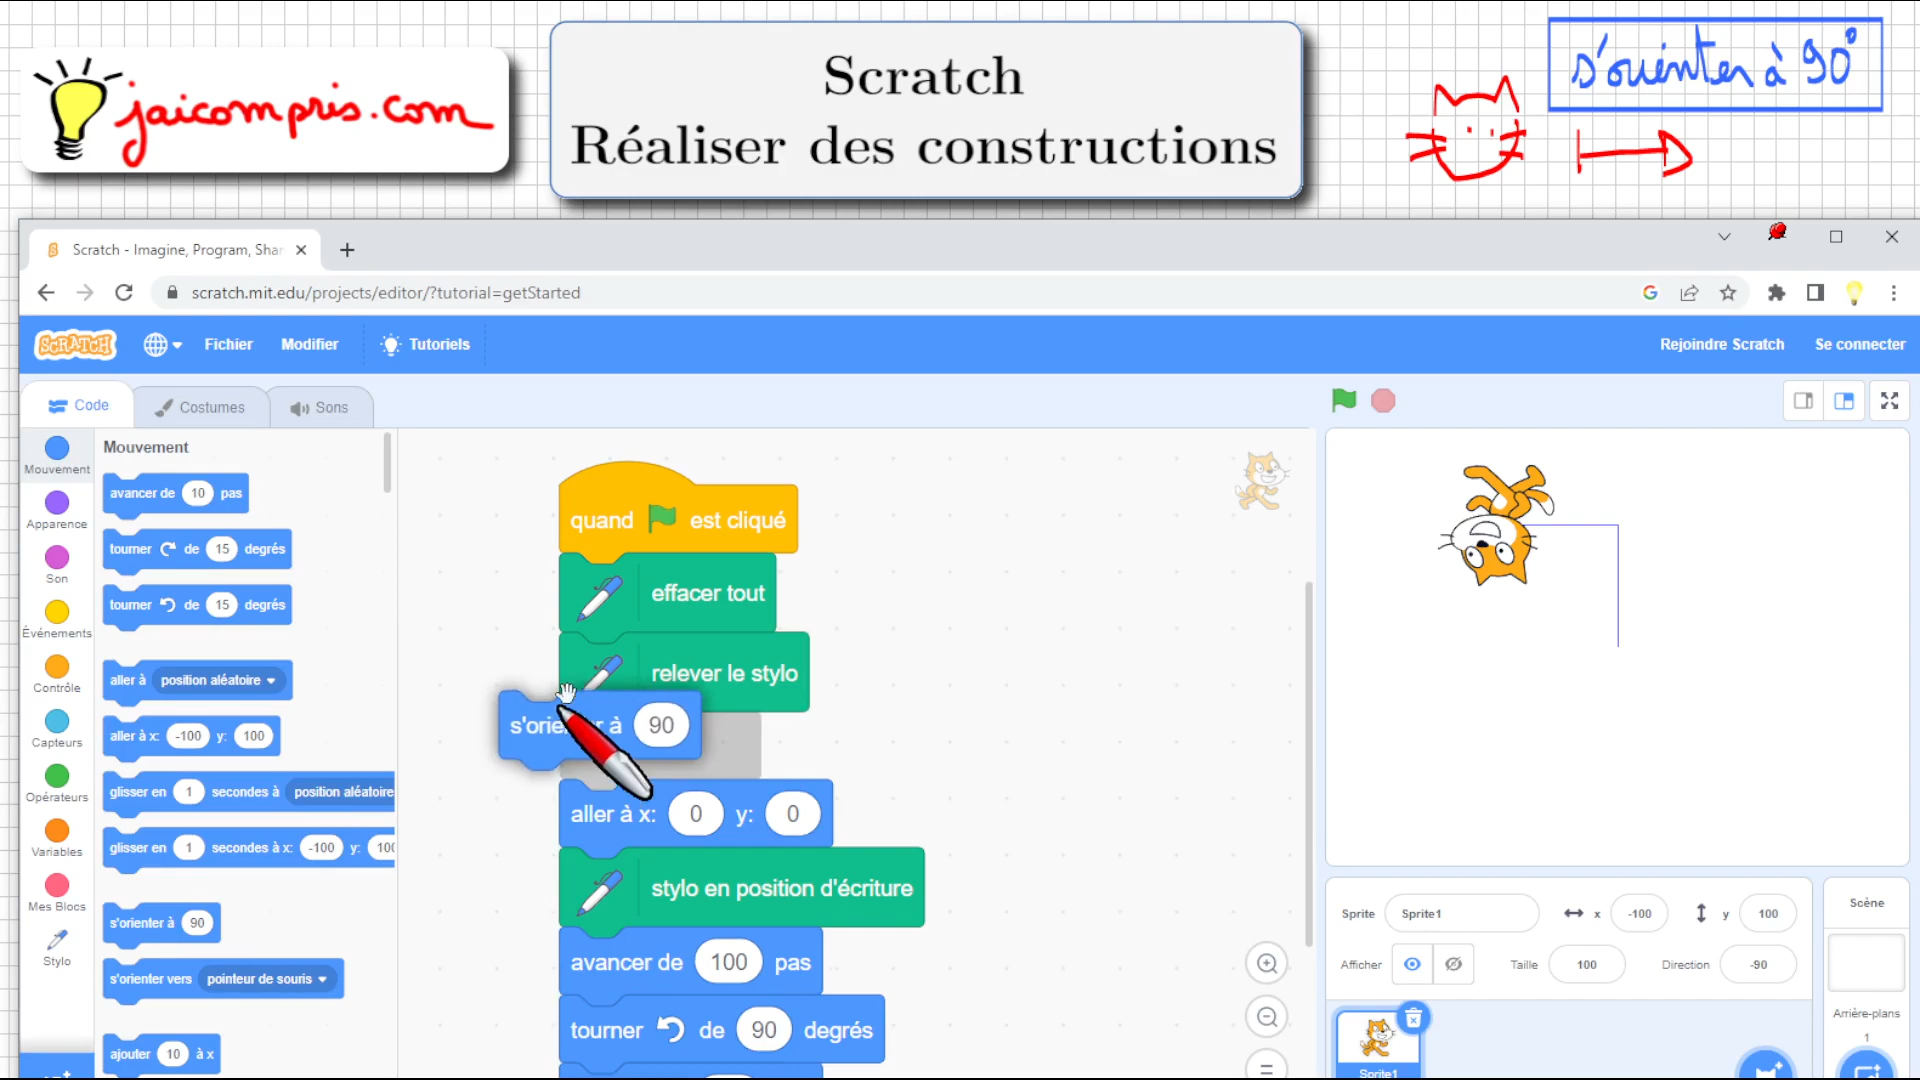 jaicompris.com
Scratch
Réaliser des constructions
s'orienter à 90°
Scratch - Imagine, Program, Shar
scratch.mit.edu/projects/editor/?tutorial=getStarted
SCRATCH
Fichier
Modifier
Tutoriels
Rejoindre Scratch
Se connecter
Code
Costumes
Sons
Mouvement
Apparence
Son
Événements
Contrôle
Capteurs
Opérateurs
Variables
Mes Blocs
Stylo
Mouvement
avancer de 10 pas
tourner de 15 degrés
tourner de 15 degrés
aller à position aléatoire
aller à x: -100 y: 100
glisser en 1 secondes à position aléatoire
glisser en 1 secondes à x: -100 y: 100
s'orienter à 90
s'orienter vers pointeur de souris
ajouter 10 à x
quand est cliqué
effacer tout
relever le stylo
s'orienter à 90
aller à x: 0 y: 0
stylo en position d'écriture
avancer de 100 pas
tourner de 90 degrés
Sprite Sprite1 x -100 y 100
Afficher Taille 100 Direction -90
Sprite1
Scène
Arrière-plans
1